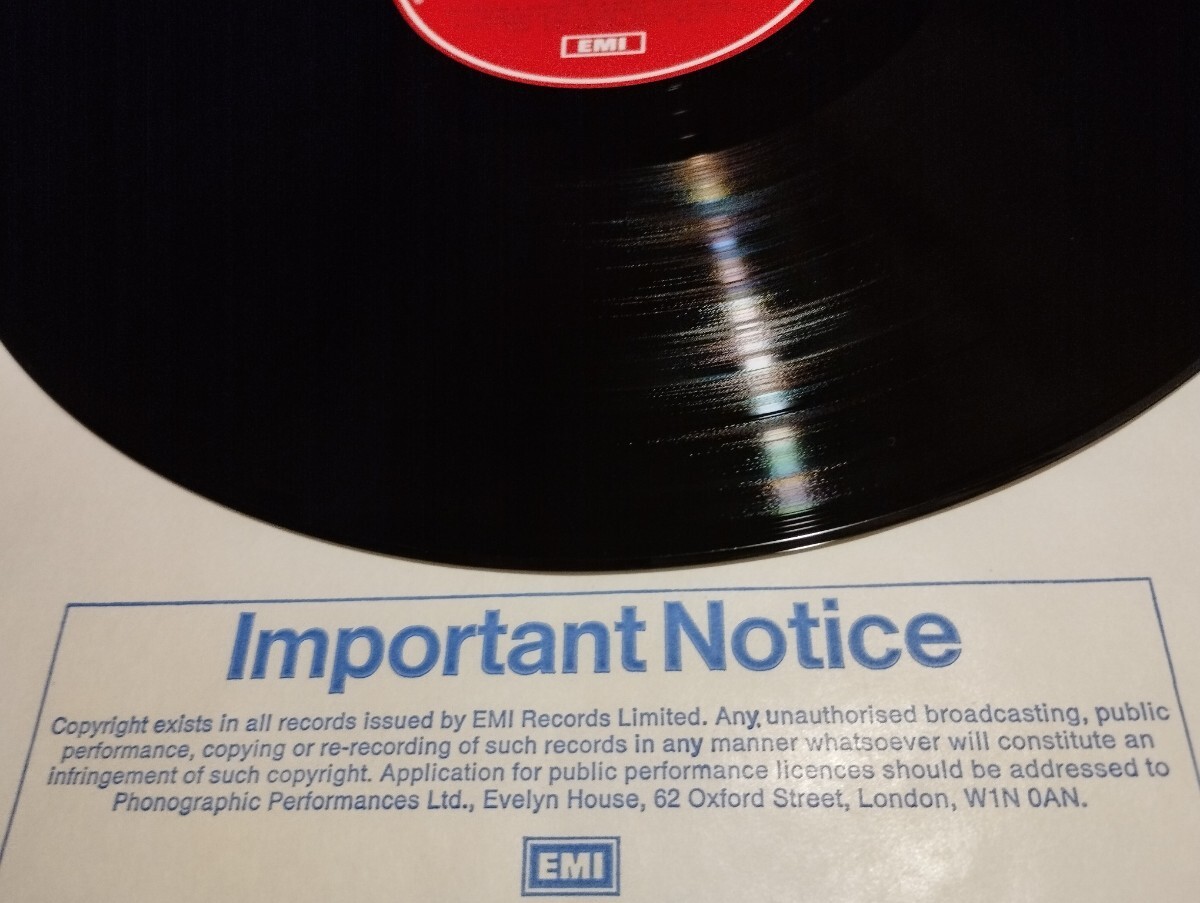 EMI
Important Notice
Copyright exists in all records issued by EMI Records Limited. Any, unauthorised broadcasting, public
performance, copying or re-recording of such records in any manner whatsoever will constitute an
infringement of such copyright. Application for public performance licences should be addressed to
Phonographic Performances Ltd., Evelyn House, 62 Oxford Street, London, W1N 0AN.
EMI